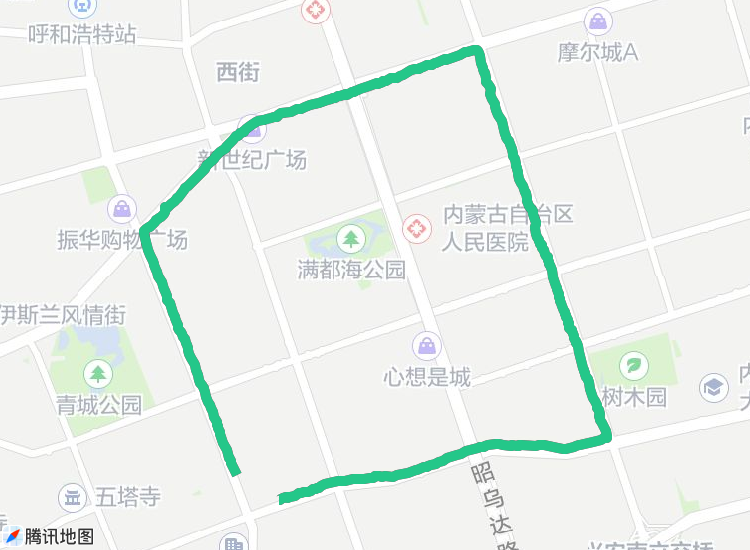 呼和浩特站
摩尔城A
西街
新世纪广场
内蒙古自治区
人民医院
振华购物广场
满都海公园
伊斯兰风情街
心想是城
青城公园
树木园
五塔寺
昭乌达路
腾讯地图